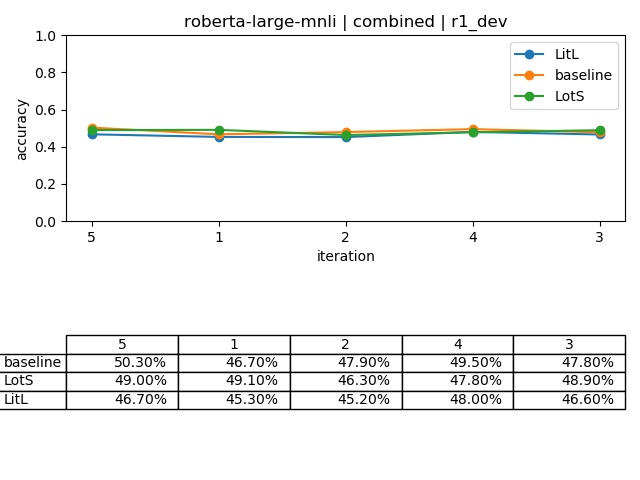 roberta-large-mnli | combined | r1_dev
1.0
0.8
0.6
0.4
0.2
0.0
accuracy
LitL
baseline
LotS
5 1 2 4 3
iteration
5 1 2 4 3
baseline 50.30% 46.70% 47.90% 49.50% 47.80%
LotS 49.00% 49.10% 46.30% 47.80% 48.90%
LitL 46.70% 45.30% 45.20% 48.00% 46.60%